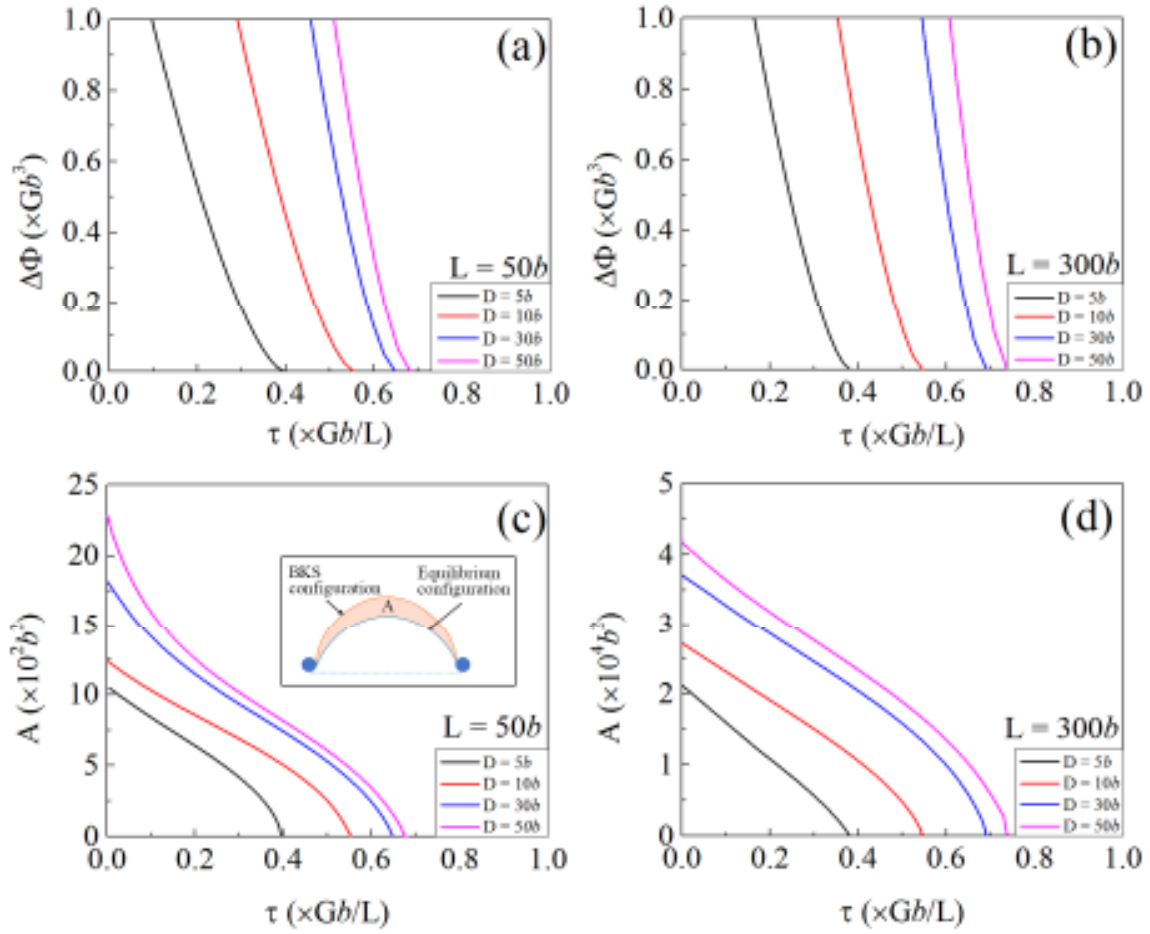 (a)
1.0
0.8
0.6
0.4
0.2
0.0
ΔΦ (×Gb³)
L = 50b
D = 5b
D = 10b
D = 30b
D = 50b
0.0 0.2 0.4 0.6 0.8 1.0
τ (×Gb/L)
(b)
1.0
0.8
0.6
0.4
0.2
0.0
ΔΦ (×Gb³)
L = 300b
D = 5b
D = 10b
D = 30b
D = 50b
0.0 0.2 0.4 0.6 0.8 1.0
τ (×Gb/L)
(c)
25
20
15
10
5
0
A (×10²b²)
BKS
configuration
Equilibrium
configuration
A
L = 50b
D = 5b
D = 10b
D = 30b
D = 50b
0.0 0.2 0.4 0.6 0.8 1.0
τ (×Gb/L)
(d)
5
4
3
2
1
0
A (×10⁴b²)
L = 300b
D = 5b
D = 10b
D = 30b
D = 50b
0.0 0.2 0.4 0.6 0.8 1.0
τ (×Gb/L)